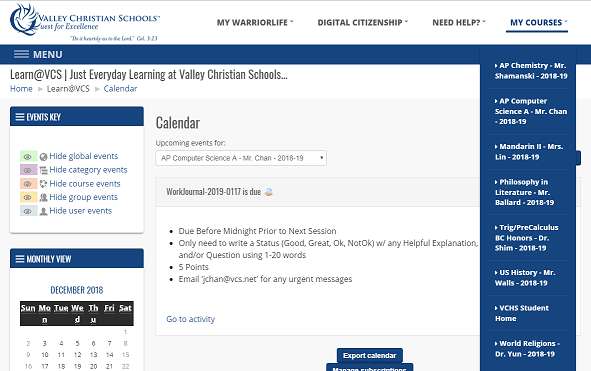 VALLEY CHRISTIAN SCHOOLS™
Quest for Excellence
"Do it heartily as to the Lord." Col. 3:23
MY WARRIORLIFE
DIGITAL CITIZENSHIP
NEED HELP?
MY COURSES
MENU
Learn@VCS | Just Everyday Learning at Valley Christian Schools...
Home ► Learn@VCS ► Calendar
EVENTS KEY
Hide global events
Hide category events
Hide course events
Hide group events
Hide user events
MONTHLY VIEW
DECEMBER 2018
Sun Mo Tue We Th Fri Sat
n d u
1
2 3 4 5 6 7 8
9 10 11 12 13 14 15
16 17 18 19 20 21 22
Calendar
Upcoming events for:
AP Computer Science A - Mr. Chan - 2018-19
WorkJournal-2019-0117 is due
• Due Before Midnight Prior to Next Session
• Only need to write a Status (Good, Great, Ok, NotOk) w/ any Helpful Explanation,
and/or Question using 1-20 words
• 5 Points
• Email 'jchan@vcs.net' for any urgent messages
Go to activity
Export calendar
Manage subscriptions
AP Chemistry - Mr.
Shamanski - 2018-19
AP Computer
Science A - Mr. Chan
- 2018-19
Mandarin II - Mrs.
Lin - 2018-19
Philosophy in
Literature - Mr.
Ballard - 2018-19
Trig/PreCalculus
BC Honors - Dr.
Shim - 2018-19
US History - Mr.
Walls - 2018-19
VCHS Student
Home
World Religions -
Dr. Yun - 2018-19